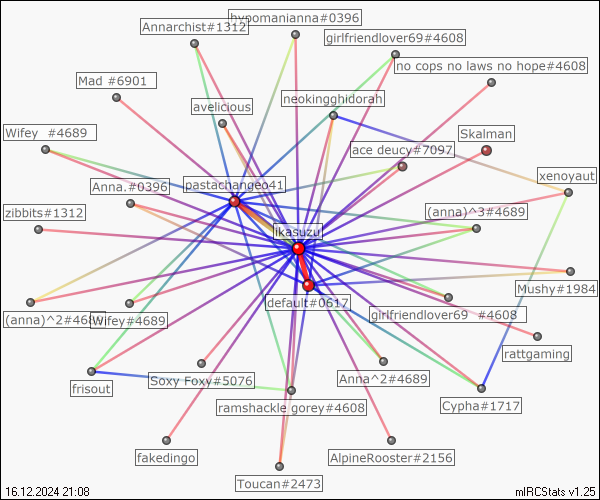 hypomanianna#0396
Annarchist#1312
girlfriendlover69#4608
no cops no laws no hope#4608
Mad #6901
avelicious
neokingghidorah
Wifey #4689
Skalman
ace deucy#7097
xenoyaut
Anna.#0396
pastachangeo41
zibbits#1312
(anna)^3#4689
ikasuzu
Mushy#1984
default#0617
(anna)^2#4689
Wifey#4689
girlfriendlover69 #4608
rattgaming
frisout
Soxy Foxy#5076
Anna^2#4689
ramshackle gorey#4608
Cypha#1717
fakedingo
AlpineRooster#2156
Toucan#2473
16.12.2024 21:08
mIRCStats v1.25